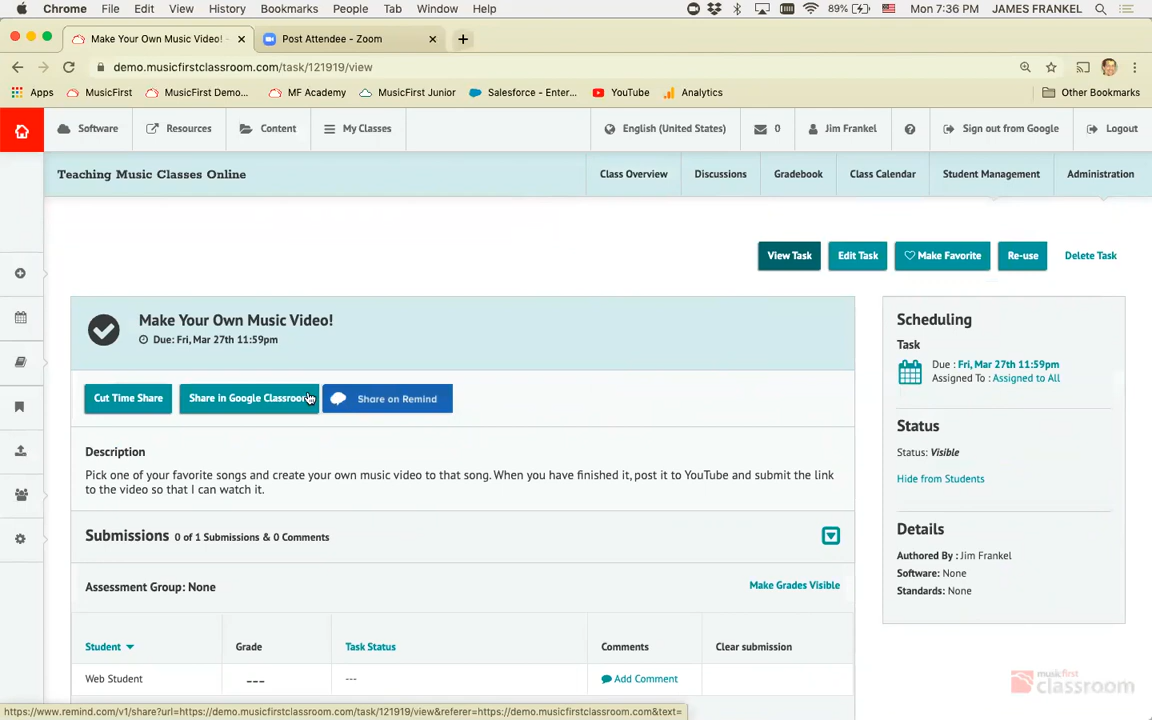 Chrome File Edit View History Bookmarks People Tab Window Help 89% Mon 7:36 PM JAMES FRANKEL
Make Your Own Music Video! - Post Attendee - Zoom
demo.musicfirstclassroom.com/task/121919/view
Apps MusicFirst MusicFirst Demo... MF Academy MusicFirst Junior Salesforce - Enter... YouTube Analytics Other Bookmarks
Software Resources Content My Classes English (United States) 0 Jim Frankel Sign out from Google Logout
Teaching Music Classes Online Class Overview Discussions Gradebook Class Calendar Student Management Administration
View Task Edit Task Make Favorite Re-use Delete Task
Make Your Own Music Video!
Due: Fri, Mar 27th 11:59pm
Cut Time Share Share in Google Classroom Share on Remind
Description
Pick one of your favorite songs and create your own music video to that song. When you have finished it, post it to YouTube and submit the link
to the video so that I can watch it.
Submissions 0 of 1 Submissions & 0 Comments
Assessment Group: None Make Grades Visible
Student Grade Task Status Comments Clear submission
Web Student --- --- Add Comment
Scheduling
Task
Due : Fri, Mar 27th 11:59pm
Assigned To : Assigned to All
Status
Status: Visible
Hide from Students
Details
Authored By : Jim Frankel
Software: None
Standards: None
musicfirst
classroom
https://www.remind.com/v1/share?url=https://demo.musicfirstclassroom.com/task/121919/view&referer=https://demo.musicfirstclassroom.com&text=